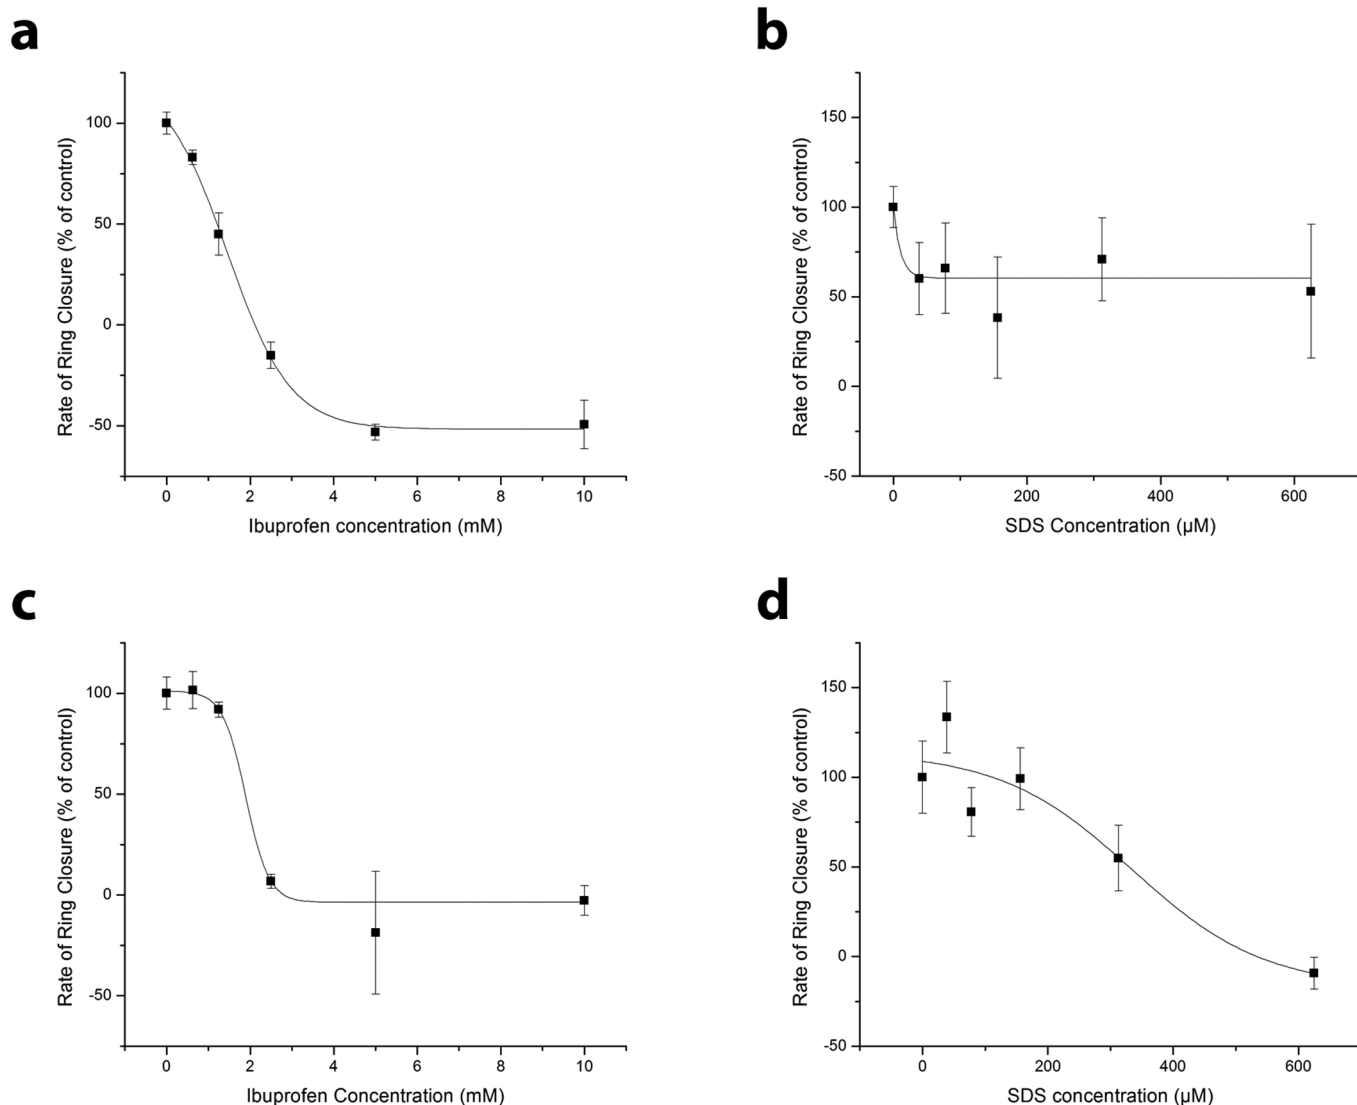 a
Rate of Ring Closure (% of control)
100
50
0
-50
0 2 4 6 8 10
Ibuprofen concentration (mM)
b
Rate of Ring Closure (% of control)
150
100
50
0
-50
0 200 400 600
SDS Concentration (µM)
c
Rate of Ring Closure (% of control)
100
50
0
-50
0 2 4 6 8 10
Ibuprofen Concentration (mM)
d
Rate of Ring Closure (% of control)
150
100
50
0
-50
0 200 400 600
SDS concentration (µM)